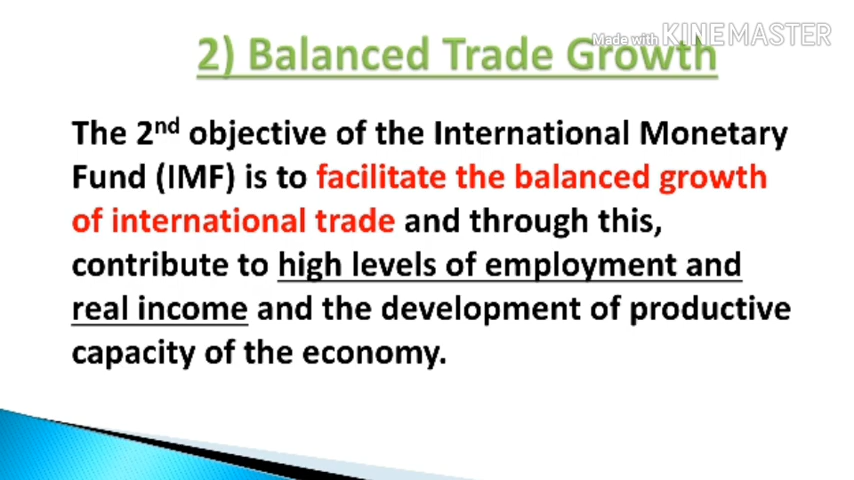 Made with KINEMASTER
2) Balanced Trade Growth
The 2nd objective of the International Monetary
Fund (IMF) is to facilitate the balanced growth
of international trade and through this,
contribute to high levels of employment and
real income and the development of productive
capacity of the economy.